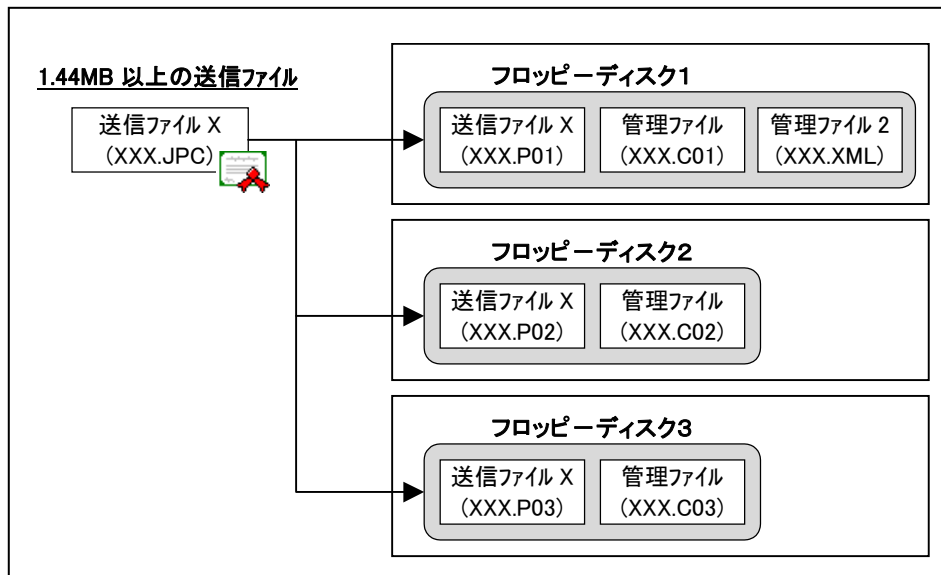 1.44MB 以上の送信ファイル
送信ファイル X
（XXX.JPC）
フロッピーディスク１
送信ファイル X
（XXX.P01）
管理ファイル
（XXX.C01）
管理ファイル 2
（XXX.XML）
フロッピーディスク２
送信ファイル X
（XXX.P02）
管理ファイル
（XXX.C02）
フロッピーディスク３
送信ファイル X
（XXX.P03）
管理ファイル
（XXX.C03）